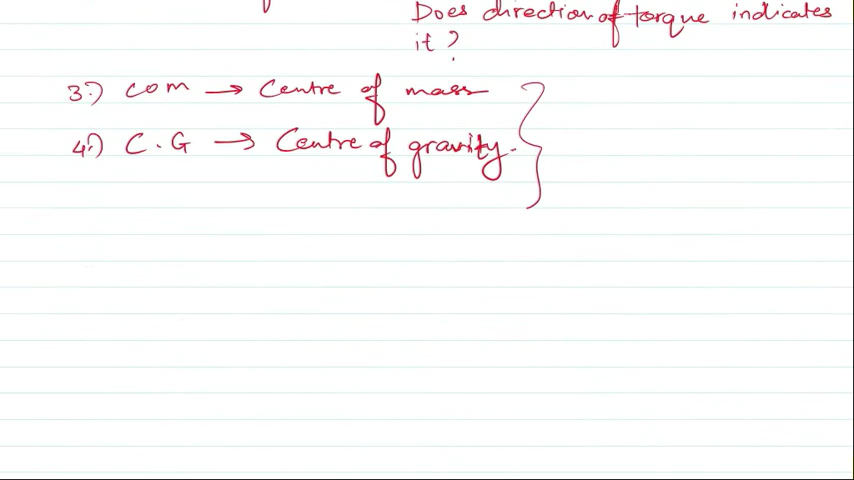 Does direction of torque indicates
it?
3:) COM → Centre of mass
4:) C.G → Centre of gravity.